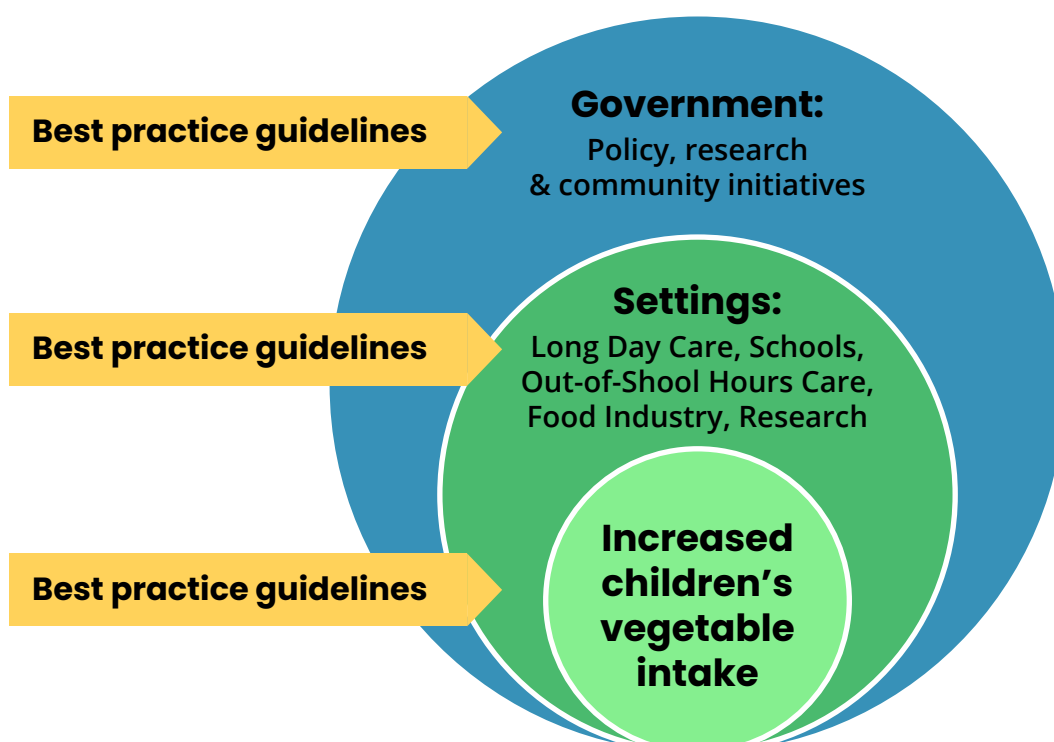 Best practice guidelines
Government:
Policy, research
& community initiatives
Best practice guidelines
Settings:
Long Day Care, Schools,
Out-of-Shool Hours Care,
Food Industry, Research
Best practice guidelines
Increased
children’s
vegetable
intake